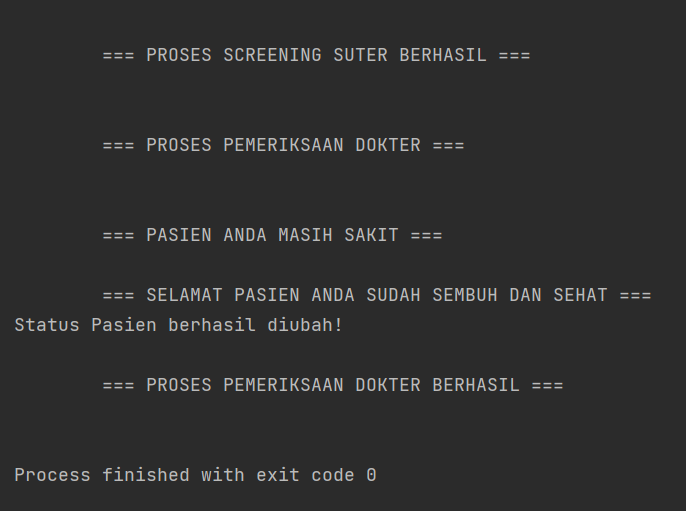 === PROSES SCREENING SUTER BERHASIL ===
=== PROSES PEMERIKSAAN DOKTER ===
=== PASIEN ANDA MASIH SAKIT ===
=== SELAMAT PASIEN ANDA SUDAH SEMBUH DAN SEHAT ===
Status Pasien berhasil diubah!
=== PROSES PEMERIKSAAN DOKTER BERHASIL ===
Process finished with exit code 0